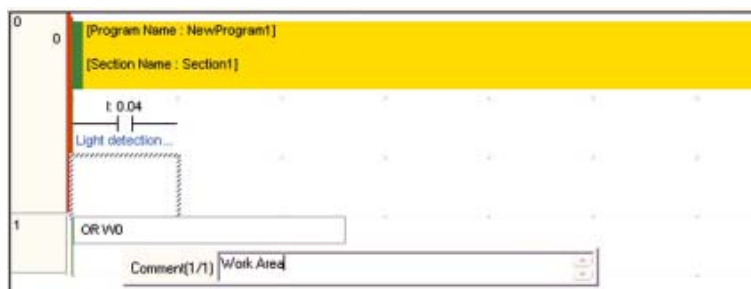 0
0
[Program Name : NewProgram1]
[Section Name : Section1]
I: 0.04
Light detection...
1
OR W0
Comment(1/1) Work Area